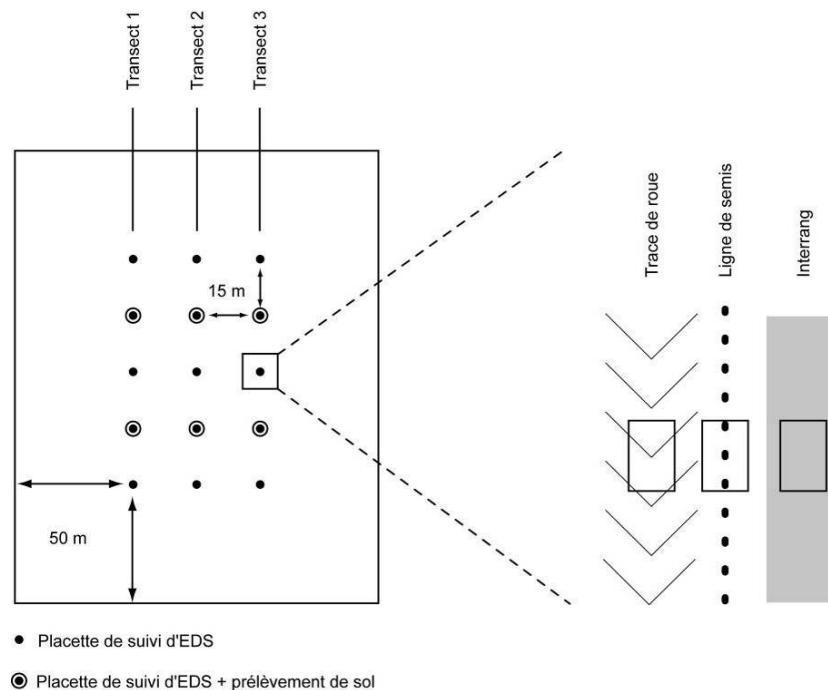 Transect 1
Transect 2
Transect 3
15 m
50 m
Trace de roue
Ligne de semis
Interrang
Placette de suivi d'EDS
Placette de suivi d'EDS + prélèvement de sol